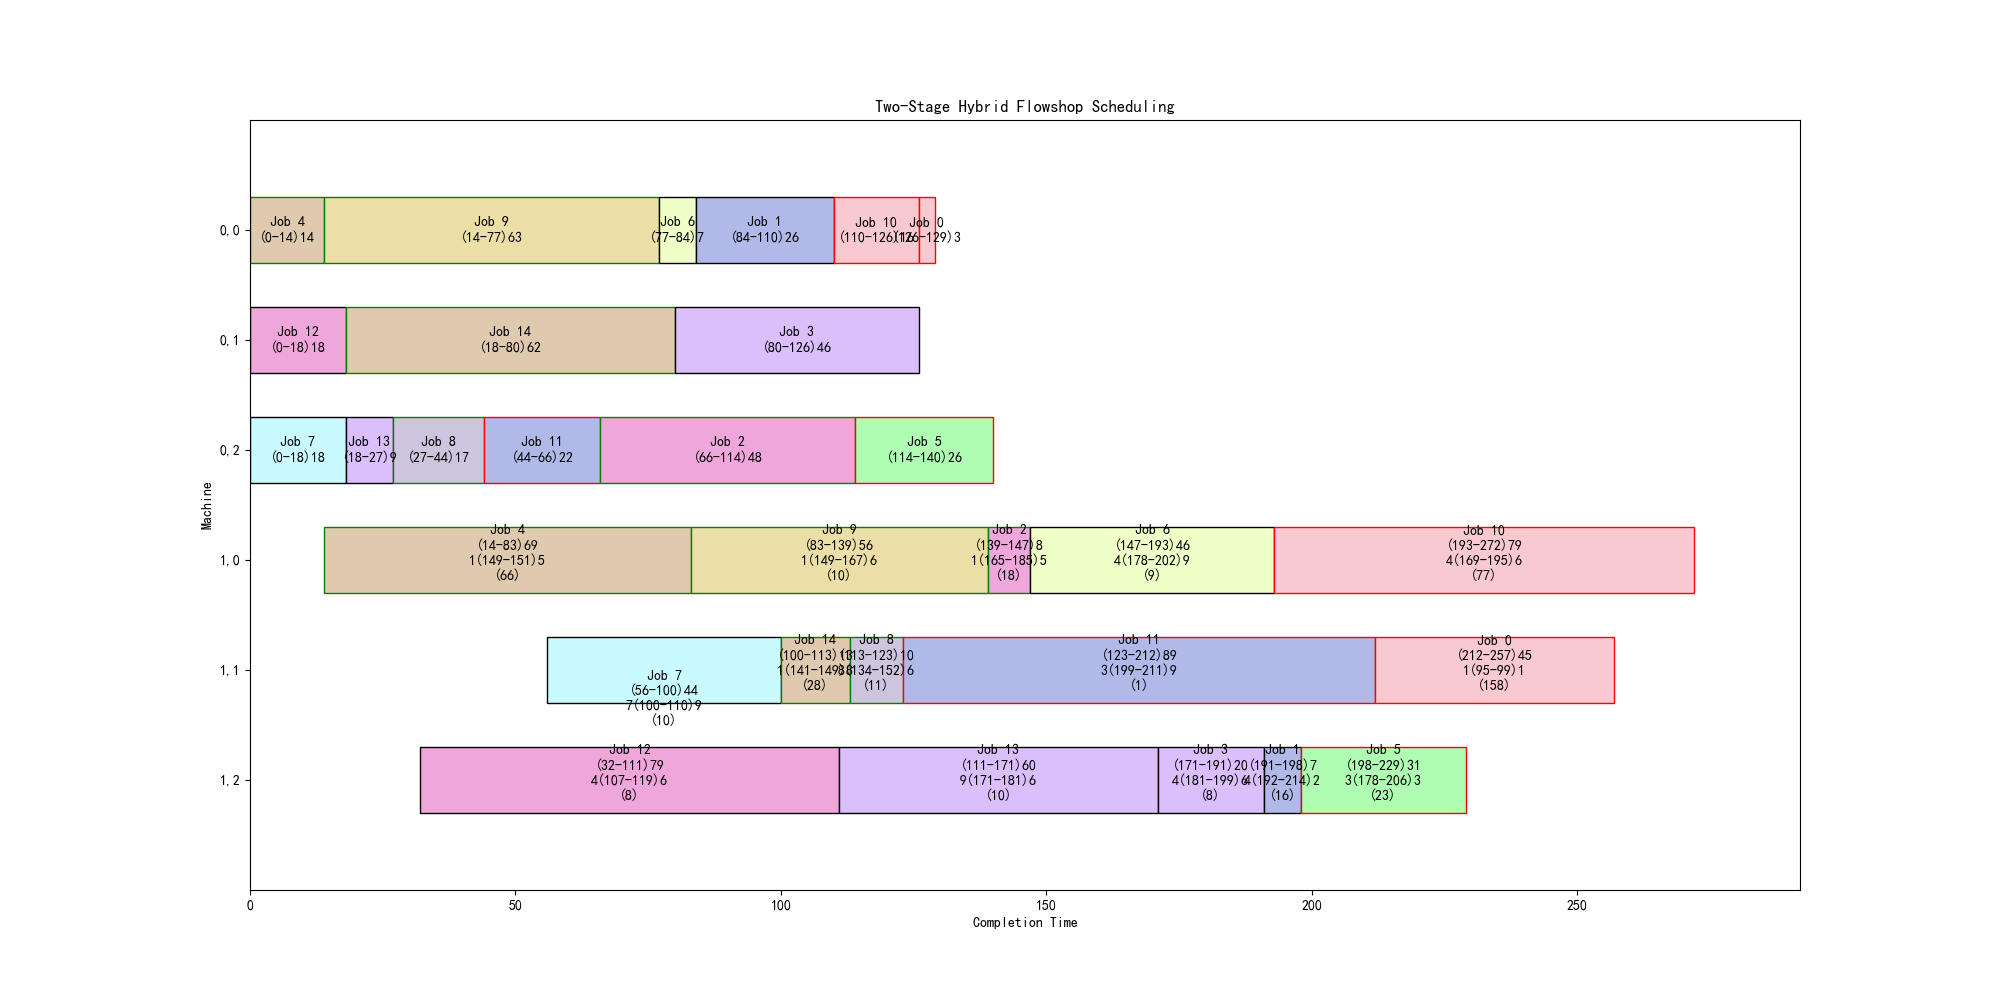 Two-Stage Hybrid Flowshop Scheduling
Machine
0,0
Job 4
(0-14)14
Job 9
(14-77)63
Job 6
(77-84)7
Job 1
(84-110)26
Job 10
(110-126)16
Job 0
(126-129)3
0,1
Job 12
(0-18)18
Job 14
(18-80)62
Job 3
(80-126)46
0,2
Job 7
(0-18)18
Job 13
(18-27)9
Job 8
(27-44)17
Job 11
(44-66)22
Job 2
(66-114)48
Job 5
(114-140)26
1,0
Job 4
(14-83)69
1(149-151)5
(66)
Job 9
(83-139)56
1(149-167)6
(10)
Job 2
(139-147)8
1(165-185)5
(18)
Job 6
(147-193)46
4(178-202)9
(9)
Job 10
(193-272)79
4(169-195)6
(77)
1,1
Job 7
(56-100)44
7(100-110)9
(10)
Job 14
(100-113)13
(28)
Job 8
(113-123)10
(11)
Job 11
(123-212)89
3(199-211)9
(1)
Job 0
(212-257)45
1(95-99)1
(158)
1,2
Job 12
(32-111)79
4(107-119)6
(8)
Job 13
(111-171)60
9(171-181)6
(10)
Job 3
(171-191)20
4(181-199)6
(8)
Job 1
(191-198)7
4(192-214)2
(16)
Job 5
(198-229)31
3(178-206)3
(23)
0
50
100
150
200
250
Completion Time